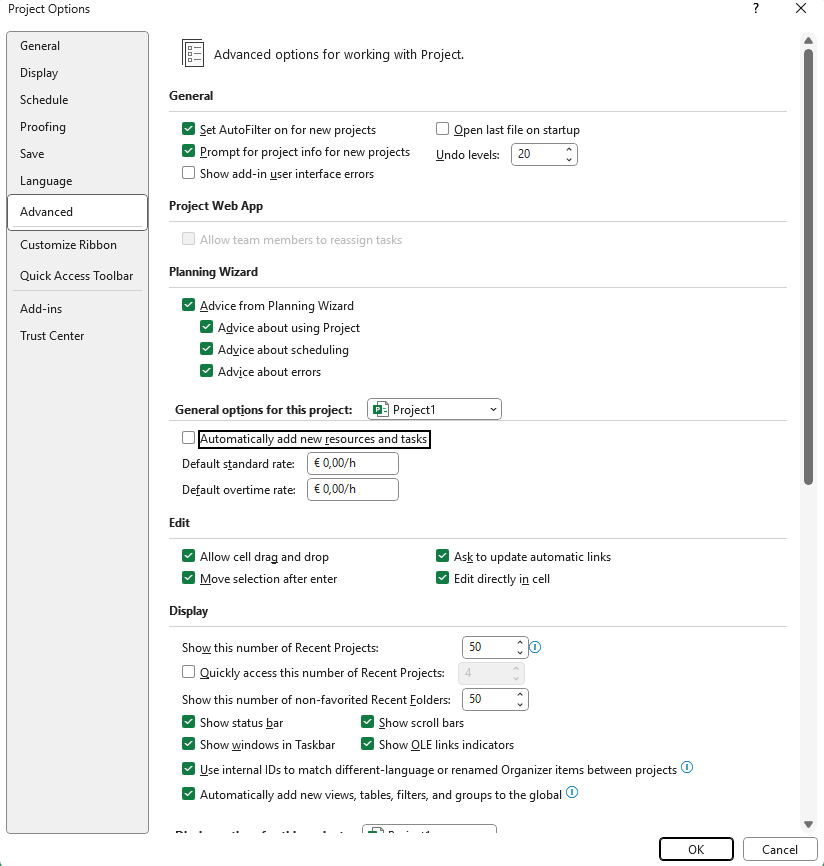 Project Options ?
General
Display
Schedule
Proofing
Save
Language
Advanced
Customize Ribbon
Quick Access Toolbar
Add-ins
Trust Center
Advanced options for working with Project.
General
Set AutoFilter on for new projects Open last file on startup
Prompt for project info for new projects Undo levels: 20
Show add-in user interface errors
Project Web App
Allow team members to reassign tasks
Planning Wizard
Advice from Planning Wizard
Advice about using Project
Advice about scheduling
Advice about errors
General options for this project: Project1
Automatically add new resources and tasks
Default standard rate: € 0,00/h
Default overtime rate: € 0,00/h
Edit
Allow cell drag and drop Ask to update automatic links
Move selection after enter Edit directly in cell
Display
Show this number of Recent Projects: 50
Quickly access this number of Recent Projects: 4
Show this number of non-favorited Recent Folders: 50
Show status bar Show scroll bars
Show windows in Taskbar Show OLE links indicators
Use internal IDs to match different-language or renamed Organizer items between projects
Automatically add new views, tables, filters, and groups to the global
OK Cancel